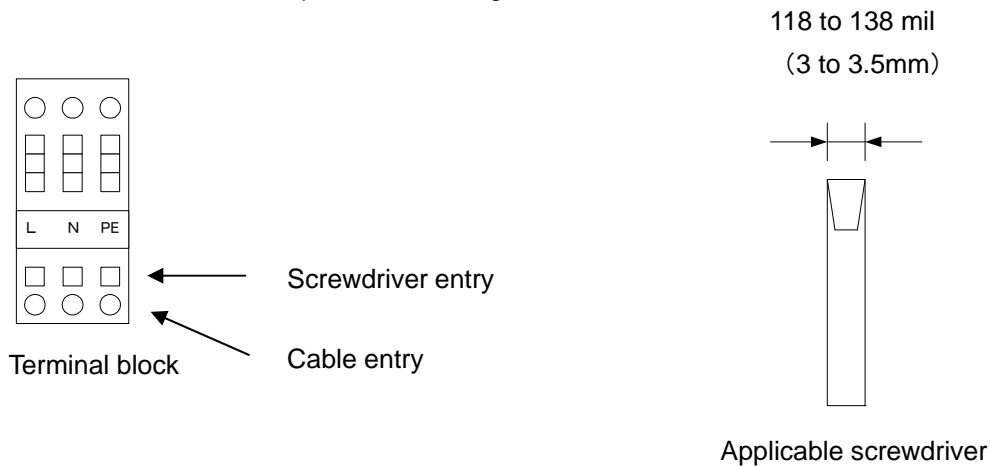 118 to 138 mil
（3 to 3.5mm）
L N PE
Screwdriver entry
Cable entry
Terminal block
Applicable screwdriver